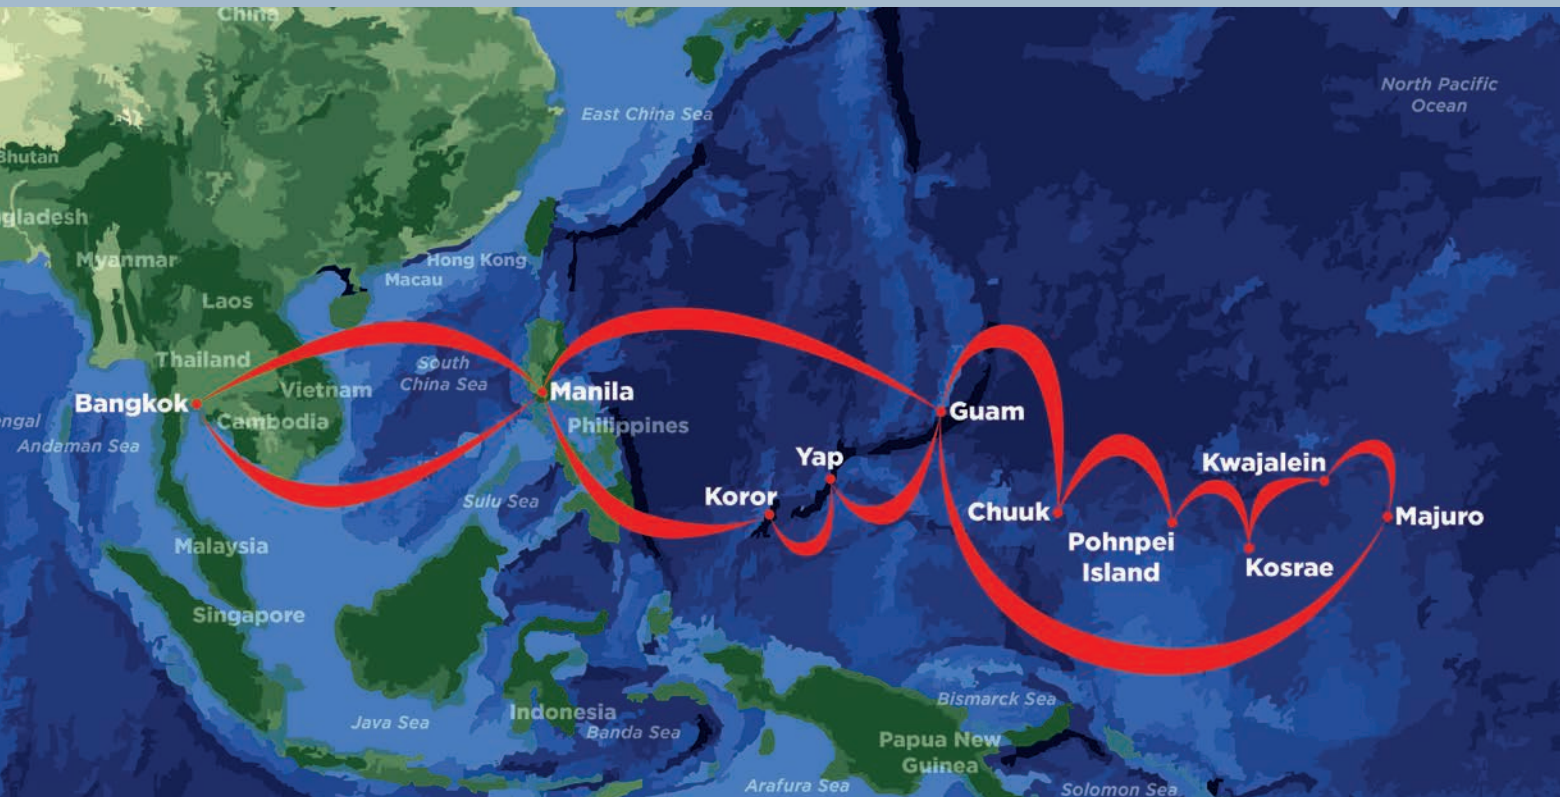 China
North Pacific
Ocean
East China Sea
Bhutan
gladesh
Myanmar
Hong Kong
Macau
Laos
Thailand
South
China Sea
Vietnam
Bangkok
Manila
Guam
Cambodia
Philippines
ngal
Andaman Sea
Yap
Kwajalein
Koror
Sulu Sea
Chuuk
Majuro
Pohnpei
Island
Malaysia
Kosrae
Singapore
Bismarck Sea
Indonesia
Java Sea
Banda Sea
Papua New
Guinea
Arafura Sea
Solomon Sea